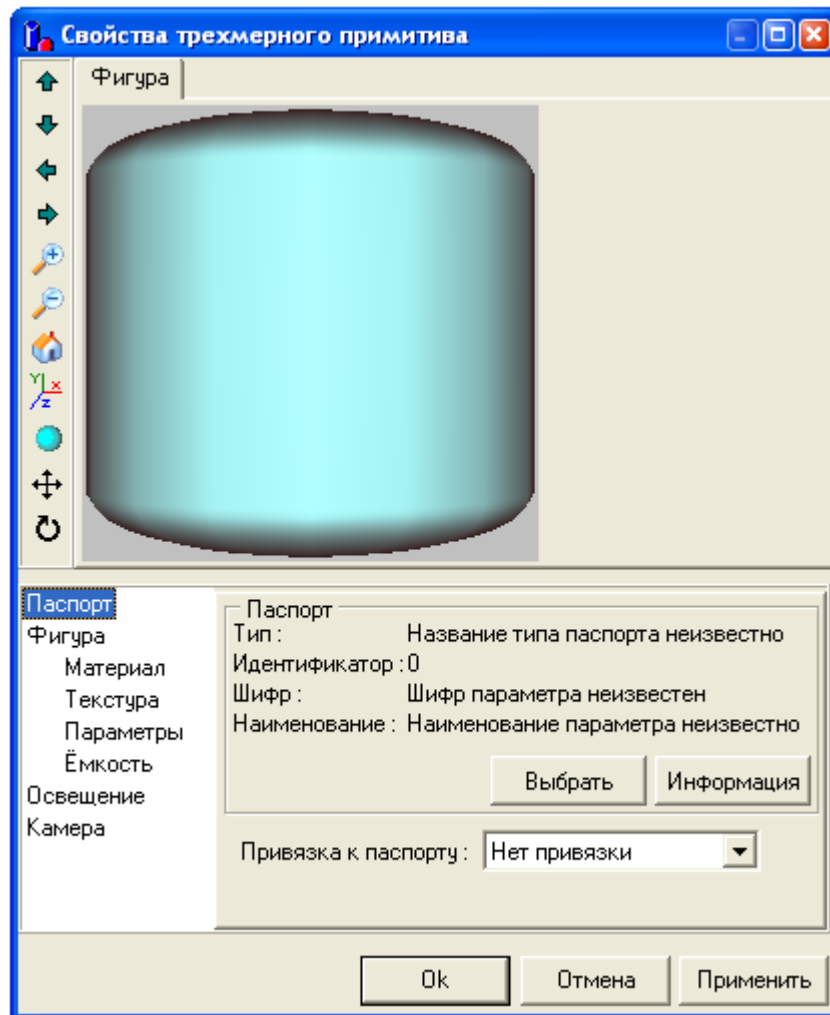 Свойства трехмерного примитива
Фигура
Y X
Z
Паспорт
Фигура
Материал
Текстура
Параметры
Ёмкость
Освещение
Камера
Паспорт
Тип : Название типа паспорта неизвестно
Идентификатор : 0
Шифр : Шифр параметра неизвестен
Наименование : Наименование параметра неизвестно
Выбрать Информация
Привязка к паспорту : Нет привязки
Ok Отмена Применить